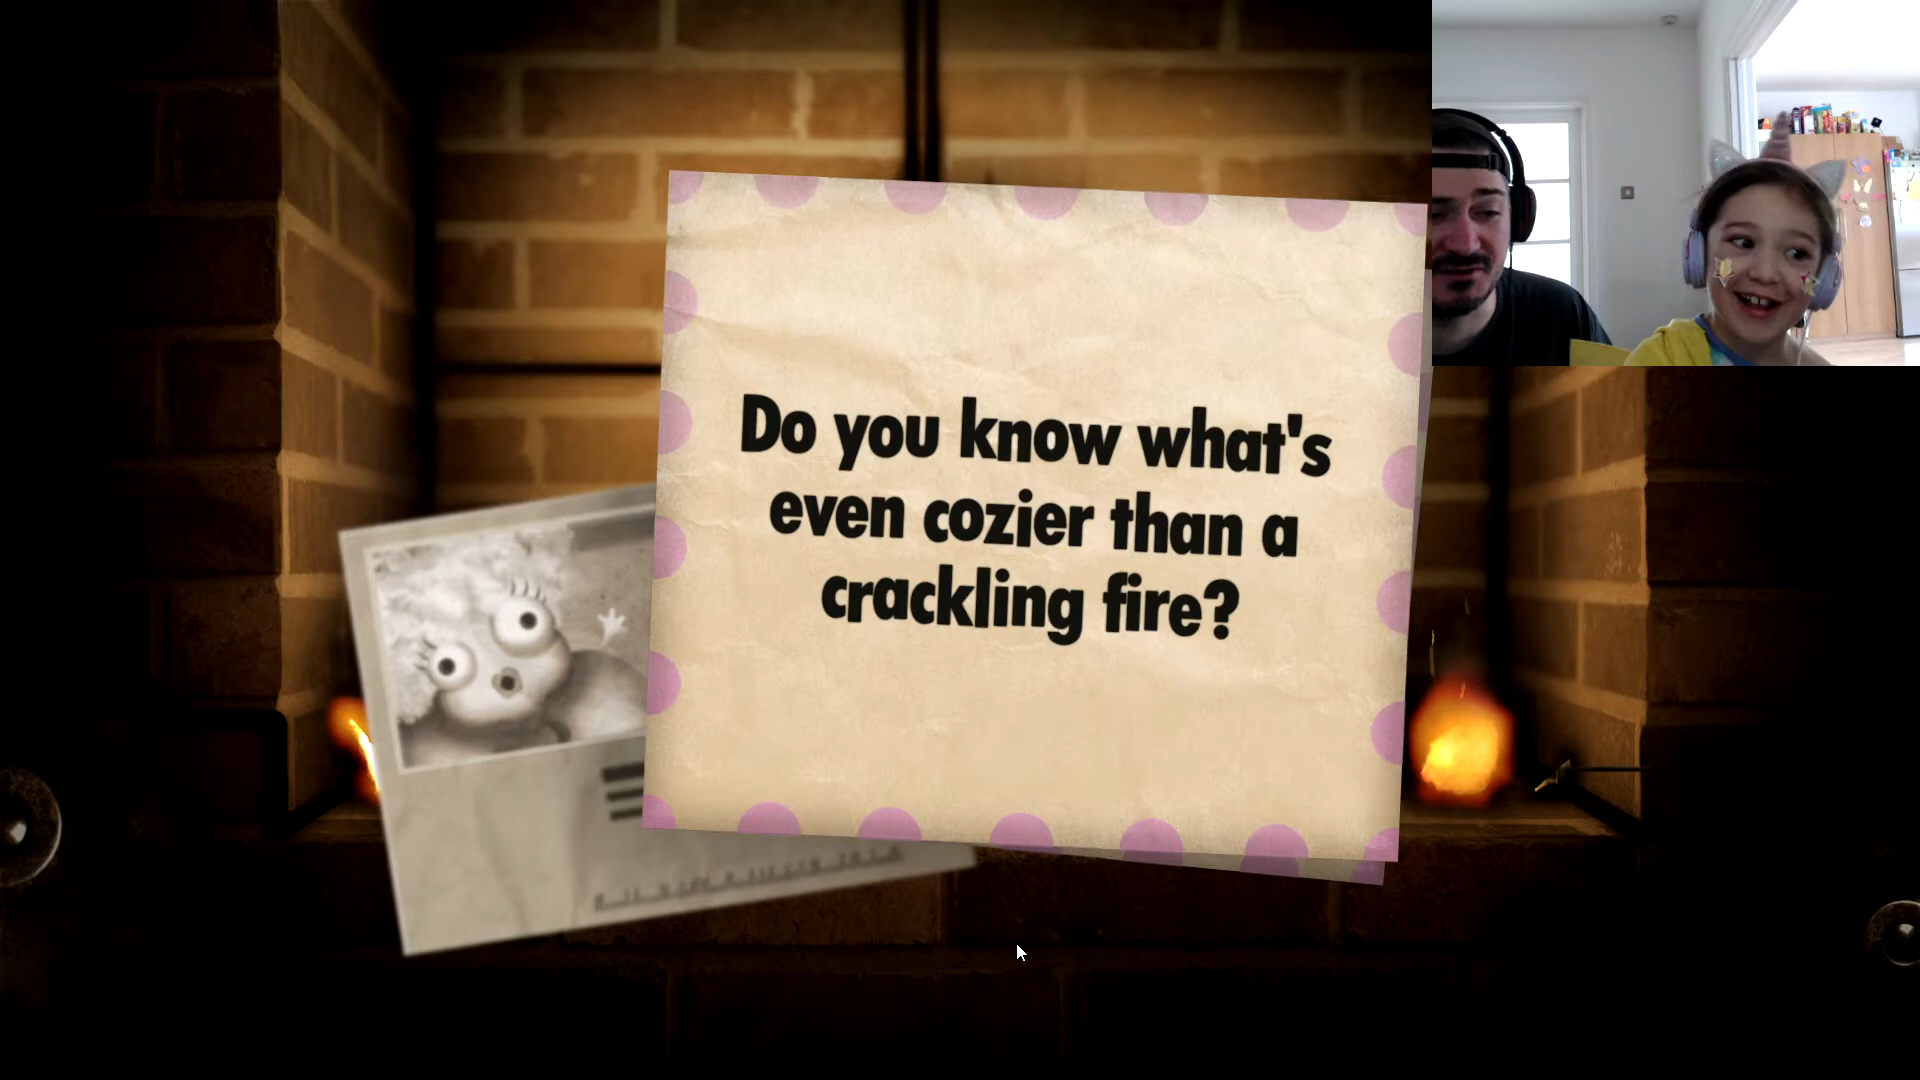 Do you know what's
even cozier than a
crackling fire?